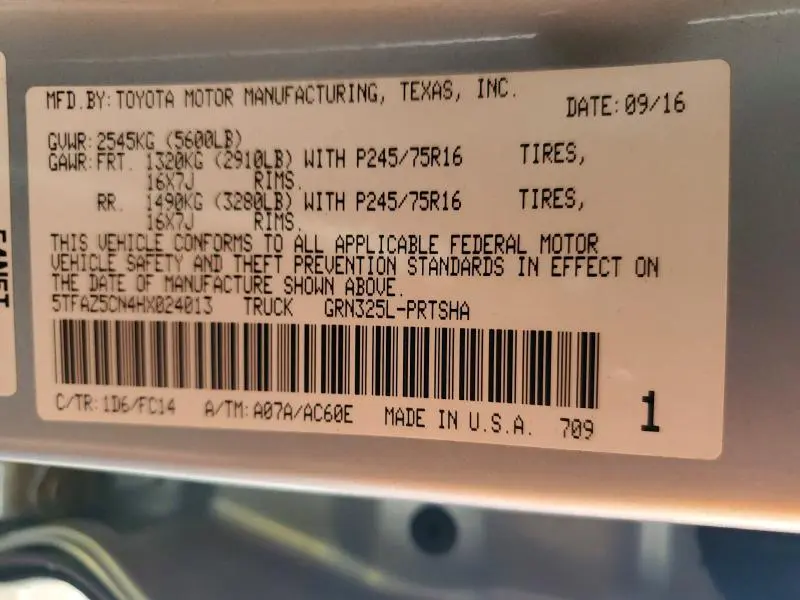 MFD.BY: TOYOTA MOTOR MANUFACTURING, TEXAS, INC. DATE: 09/16
GVWR: 2545KG (5600LB)
GAWR: FRT. 1320KG (2910LB) WITH P245/75R16 TIRES,
16X7J RIMS.
RR. 1490KG (3280LB) WITH P245/75R16 TIRES,
16X7J RIMS.
THIS VEHICLE CONFORMS TO ALL APPLICABLE FEDERAL MOTOR
VEHICLE SAFETY AND THEFT PREVENTION STANDARDS IN EFFECT ON
THE DATE OF MANUFACTURE SHOWN ABOVE.
5TFAZ5CN4HX024013 TRUCK GRN325L-PRTSHA
C/TR: 1D6/FC14 A/TM: A07A/AC60E MADE IN U.S.A. 709 1